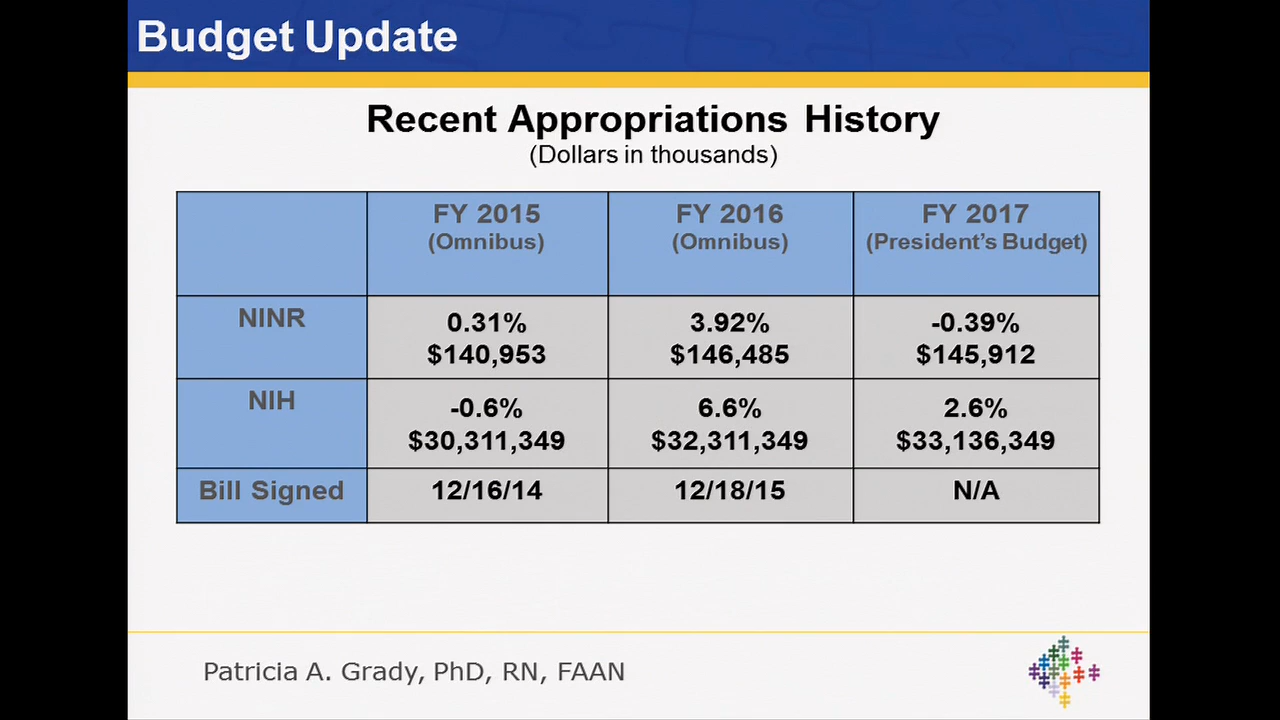 Budget Update
Recent Appropriations History
(Dollars in thousands)
FY 2015 FY 2016 FY 2017
(Omnibus) (Omnibus) (President's Budget)
NINR 0.31% 3.92% -0.39%
$140,953 $146,485 $145,912
NIH -0.6% 6.6% 2.6%
$30,311,349 $32,311,349 $33,136,349
Bill Signed 12/16/14 12/18/15 N/A
Patricia A. Grady, PhD, RN, FAAN